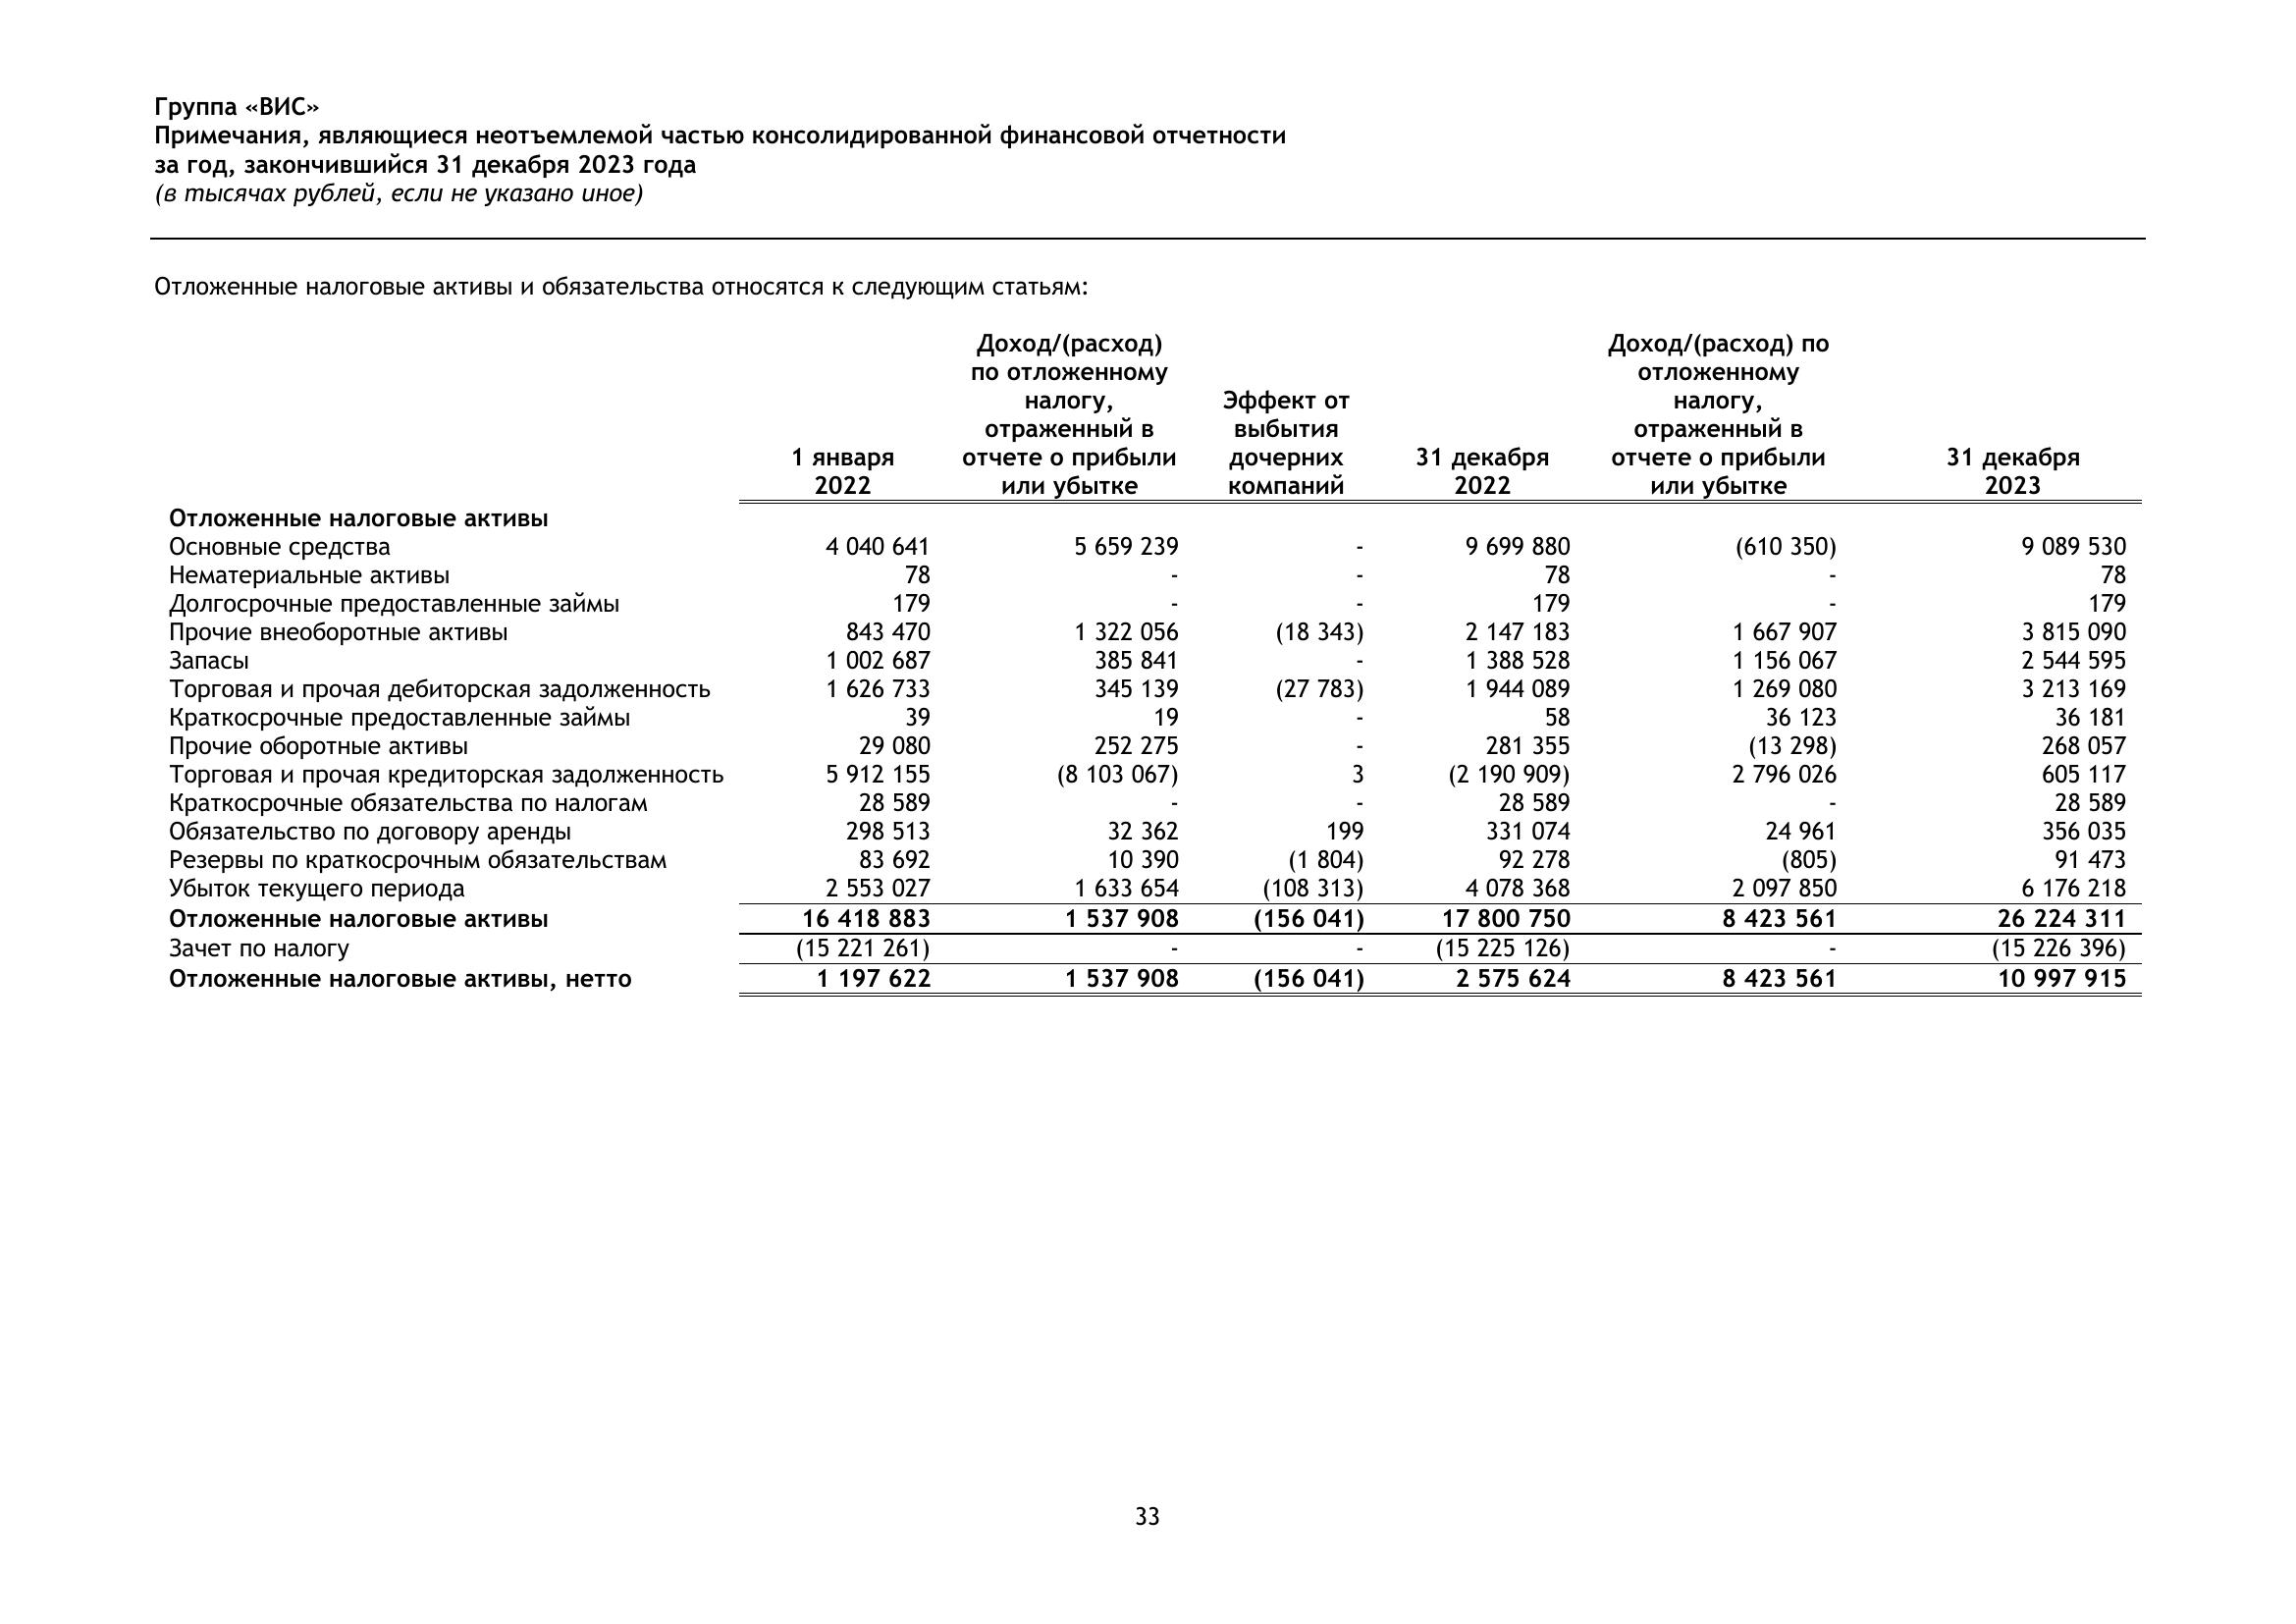 Группа «ВИС»
Примечания, являющиеся неотъемлемой частью консолидированной финансовой отчетности
за год, закончившийся 31 декабря 2023 года
(в тысячах рублей, если не указано иное)
Отложенные налоговые активы и обязательства относятся к следующим статьям:
1 января 2022 | Доход/(расход) по отложенному налогу, отраженный в отчете о прибыли или убытке | Эффект от выбытия дочерних компаний | 31 декабря 2022 | Доход/(расход) по отложенному налогу, отраженный в отчете о прибыли или убытке | 31 декабря 2023
Отложенные налоговые активы
Основные средства 4 040 641 5 659 239 - 9 699 880 (610 350) 9 089 530
Нематериальные активы 78 - - 78 - 78
Долгосрочные предоставленные займы 179 - - 179 - 179
Прочие внеоборотные активы 843 470 1 322 056 (18 343) 2 147 183 1 667 907 3 815 090
Запасы 1 002 687 385 841 - 1 388 528 1 156 067 2 544 595
Торговая и прочая дебиторская задолженность 1 626 733 345 139 (27 783) 1 944 089 1 269 080 3 213 169
Краткосрочные предоставленные займы 39 19 - 58 36 123 36 181
Прочие оборотные активы 29 080 252 275 - 281 355 (13 298) 268 057
Торговая и прочая кредиторская задолженность 5 912 155 (8 103 067) 3 (2 190 909) 2 796 026 605 117
Краткосрочные обязательства по налогам 28 589 - - 28 589 - 28 589
Обязательство по договору аренды 298 513 32 362 199 331 074 24 961 356 035
Резервы по краткосрочным обязательствам 83 692 10 390 (1 804) 92 278 (805) 91 473
Убыток текущего периода 2 553 027 1 633 654 (108 313) 4 078 368 2 097 850 6 176 218
Отложенные налоговые активы 16 418 883 1 537 908 (156 041) 17 800 750 8 423 561 26 224 311
Зачет по налогу (15 221 261) - - (15 225 126) - (15 226 396)
Отложенные налоговые активы, нетто 1 197 622 1 537 908 (156 041) 2 575 624 8 423 561 10 997 915
33